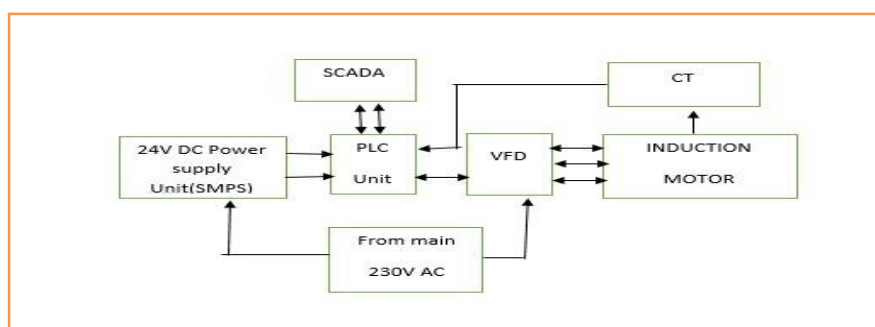 SCADA
CT
24V DC Power
supply
Unit(SMPS)
PLC
Unit
VFD
INDUCTION
MOTOR
From main
230V AC